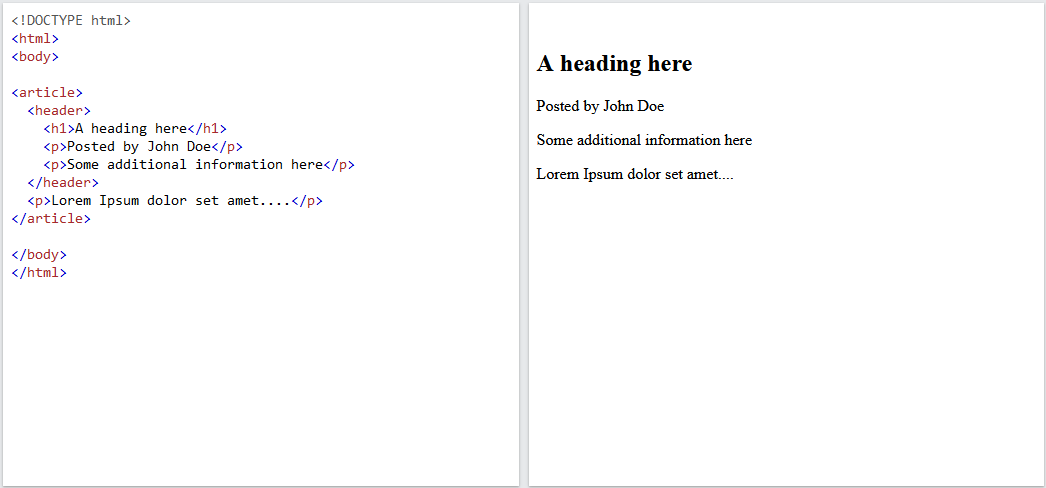 <!DOCTYPE html>
<html>
<body>
<article>
<header>
<h1>A heading here</h1>
<p>Posted by John Doe</p>
<p>Some additional information here</p>
</header>
<p>Lorem Ipsum dolor set amet....</p>
</article>
</body>
</html>
A heading here
Posted by John Doe
Some additional information here
Lorem Ipsum dolor set amet....